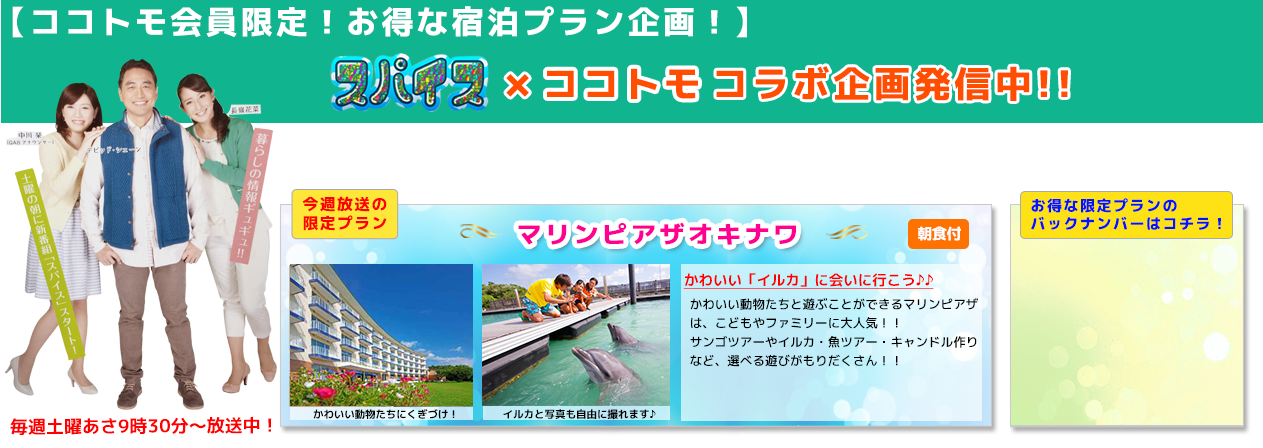 【ココトモ会員限定！お得な宿泊プラン企画！】
スパイス×ココトモ コラボ企画発信中!!
中川 栞
(QABアナウンサー)
デビッド・シェーン
長嶺花菜
土曜の朝に新番組「スパイス」スタート！
暮らしの情報ギュギュ!!
毎週土曜あさ9時30分～放送中！
今週放送の
限定プラン
マリンピアザオキナワ
朝食付
かわいい動物たちにくぎづけ！
イルカと写真も自由に撮れます♪
かわいい「イルカ」に会いに行こう♪♪
かわいい動物たちと遊ぶことができるマリンピアザ
は、こどもやファミリーに大人気！！
サンゴツアーやイルカ・魚ツアー・キャンドル作り
など、選べる遊びがもりだくさん！！
お得な限定プランの
バックナンバーはコチラ！